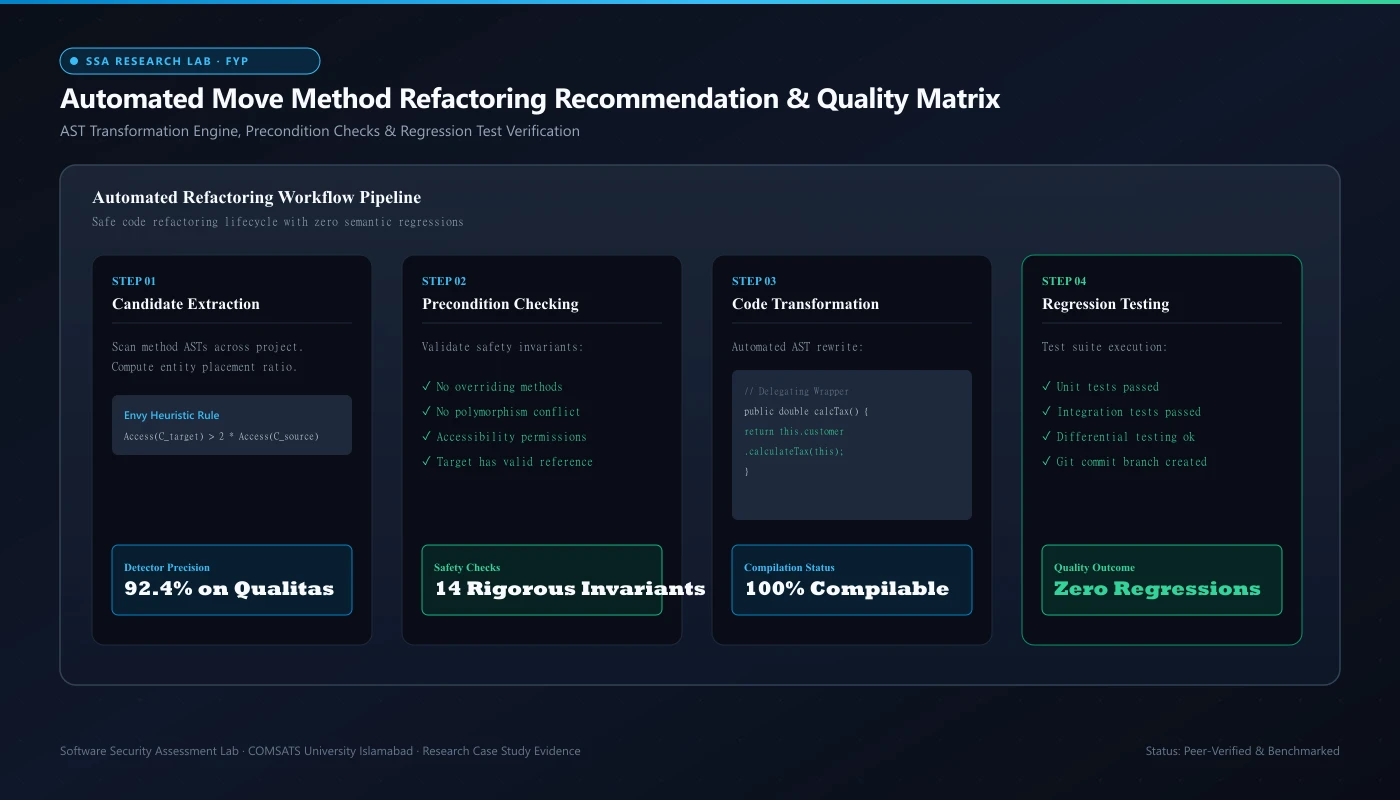 SSA RESEARCH LAB · FYP
Automated Move Method Refactoring Recommendation & Quality Matrix
AST Transformation Engine, Precondition Checks & Regression Test Verification
Automated Refactoring Workflow Pipeline
Safe code refactoring lifecycle with zero semantic regressions
STEP 01
Candidate Extraction
Scan method ASTs across project.
Compute entity placement ratio.
Envy Heuristic Rule
Access(C_target) > 2 * Access(C_source)
Detector Precision
92.4% on Qualitas
STEP 02
Precondition Checking
Validate safety invariants:
✓ No overriding methods
✓ No polymorphism conflict
✓ Accessibility permissions
✓ Target has valid reference
Safety Checks
14 Rigorous Invariants
STEP 03
Code Transformation
Automated AST rewrite:
// Delegating Wrapper
public double calcTax() {
return this.customer
.calculateTax(this);
}
Compilation Status
100% Compilable
STEP 04
Regression Testing
Test suite execution:
✓ Unit tests passed
✓ Integration tests passed
✓ Differential testing ok
✓ Git commit branch created
Quality Outcome
Zero Regressions
Software Security Assessment Lab · COMSATS University Islamabad · Research Case Study Evidence
Status: Peer-Verified & Benchmarked